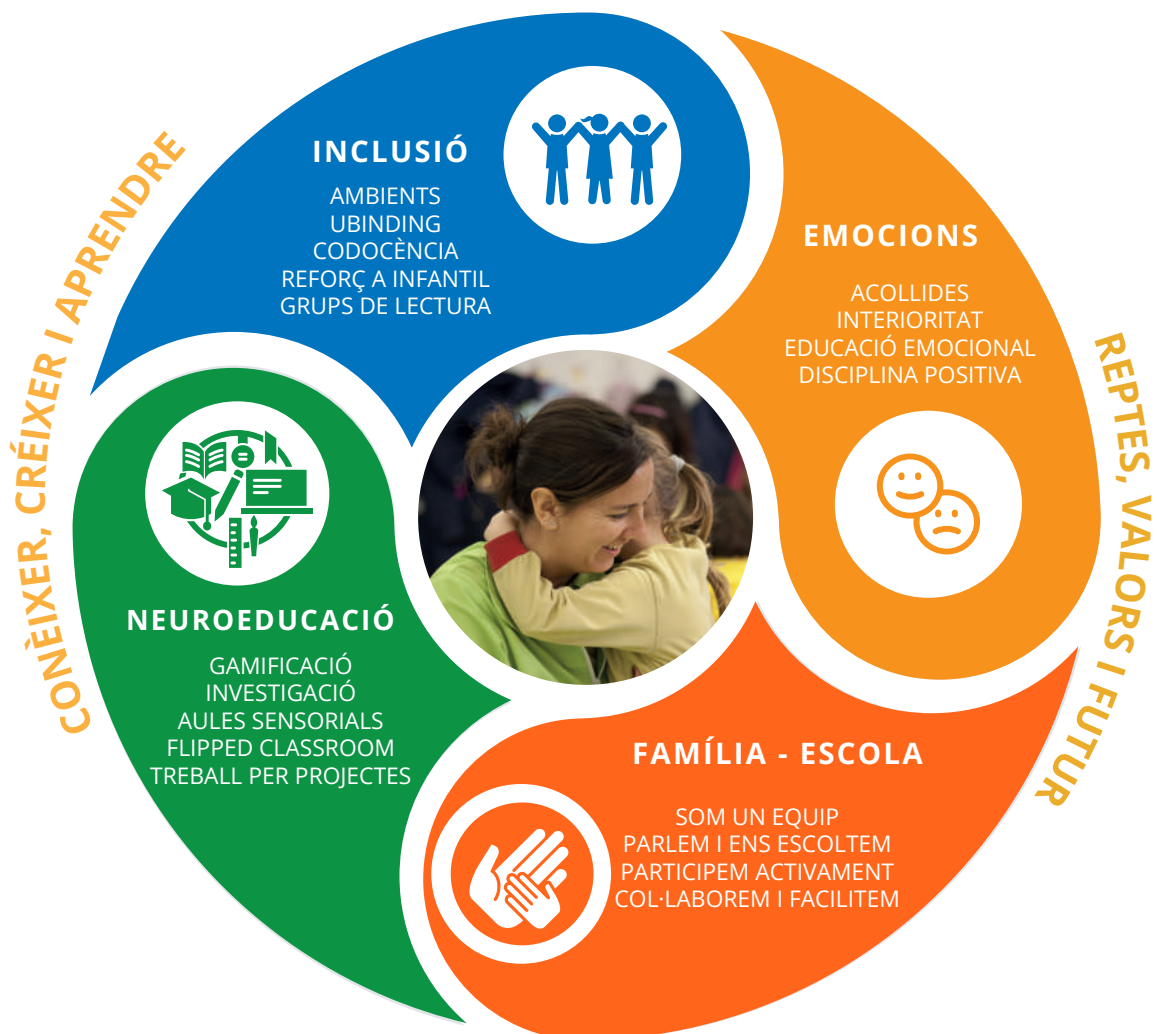 CONÈIXER, CRÉIXER I APRENDRE
INCLUSIÓ
AMBIENTS
UBINDING
CODOCÈNCIA
REFORÇ A INFANTIL
GRUPS DE LECTURA
EMOCIONS
ACOLLIDES
INTERIORITAT
EDUCACIÓ EMOCIONAL
DISCIPLINA POSITIVA
REPTES, VALORS I FUTUR
NEUROEDUCACIÓ
GAMIFICACIÓ
INVESTIGACIÓ
AULES SENSORIALS
FLIPPED CLASSROOM
TREBALL PER PROJECTES
FAMÍLIA - ESCOLA
SOM UN EQUIP
PARLEM I ENS ESCOLTEM
PARTICIPEM ACTIVAMENT
COL·LABOREM I FACILITEM